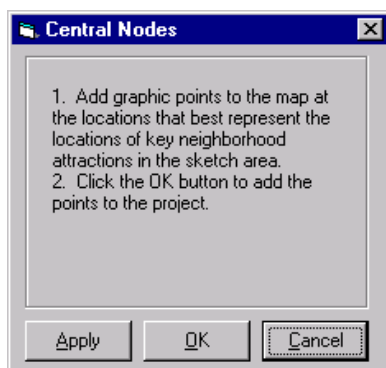 Central Nodes
1. Add graphic points to the map at
the locations that best represent the
locations of key neighborhood
attractions in the sketch area.
2. Click the OK button to add the
points to the project.
Apply OK Cancel